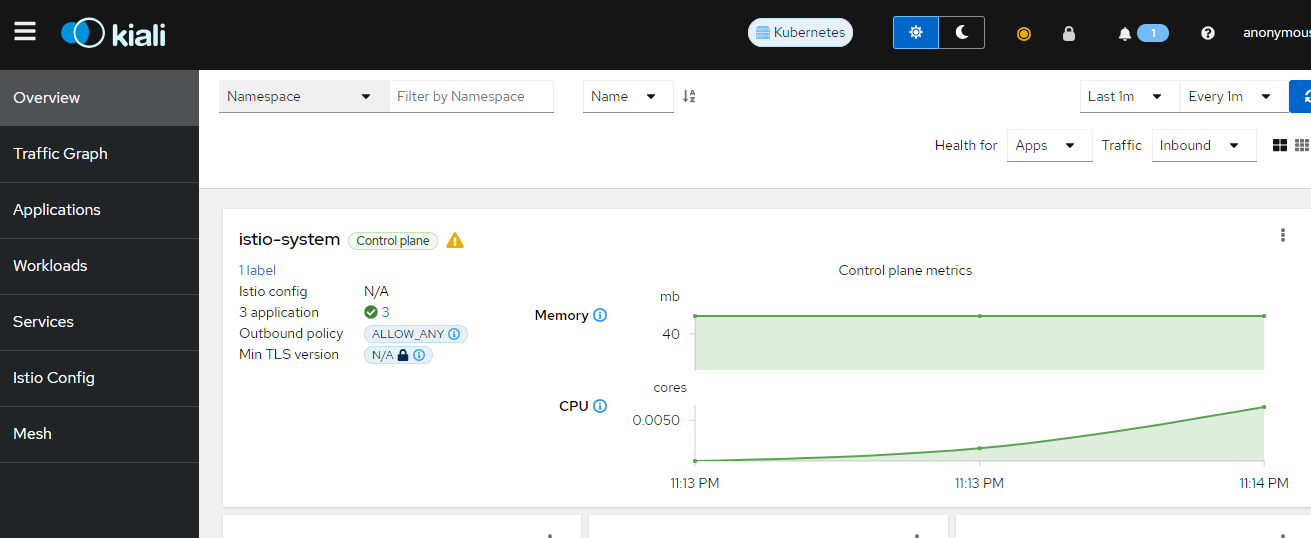 kiali
Kubernetes
1
anonymous
Overview
Traffic Graph
Applications
Workloads
Services
Istio Config
Mesh
Namespace Filter by Namespace Name Last 1m Every 1m
Health for Apps Traffic Inbound
istio-system Control plane
1 label
Istio config N/A
3 application 3
Outbound policy ALLOW_ANY
Min TLS version N/A
Control plane metrics
mb
Memory
40
cores
CPU
0.0050
11:13 PM 11:13 PM 11:14 PM